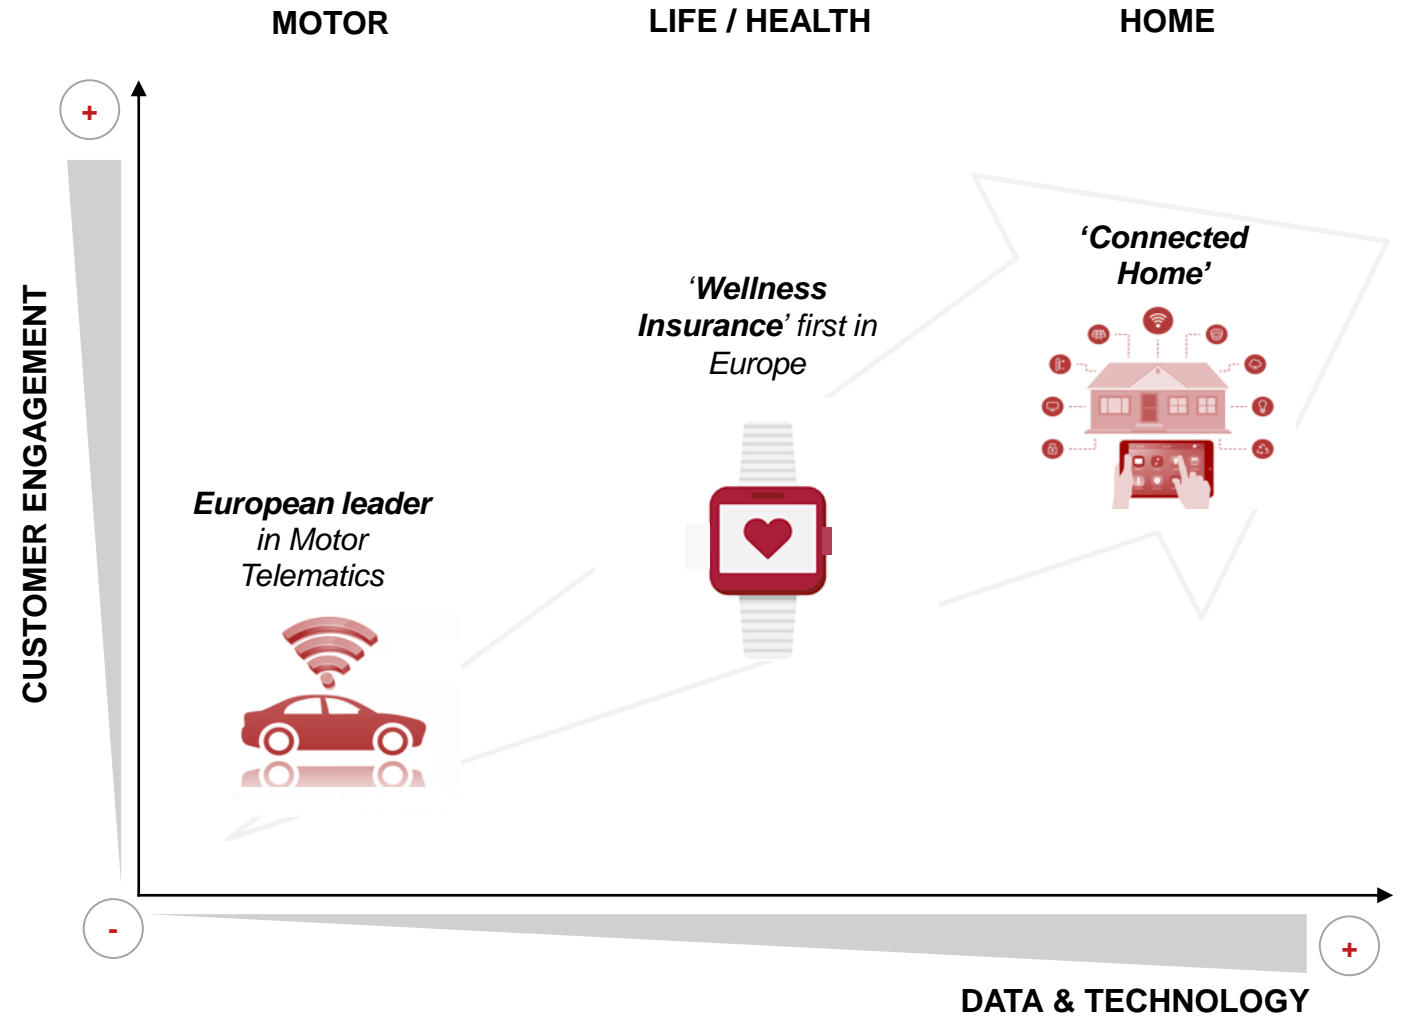 MOTOR
LIFE / HEALTH
HOME
+
‘Connected
Home’
‘Wellness
Insurance’ first in
Europe
European leader
in Motor
Telematics
CUSTOMER ENGAGEMENT
-
+
DATA & TECHNOLOGY